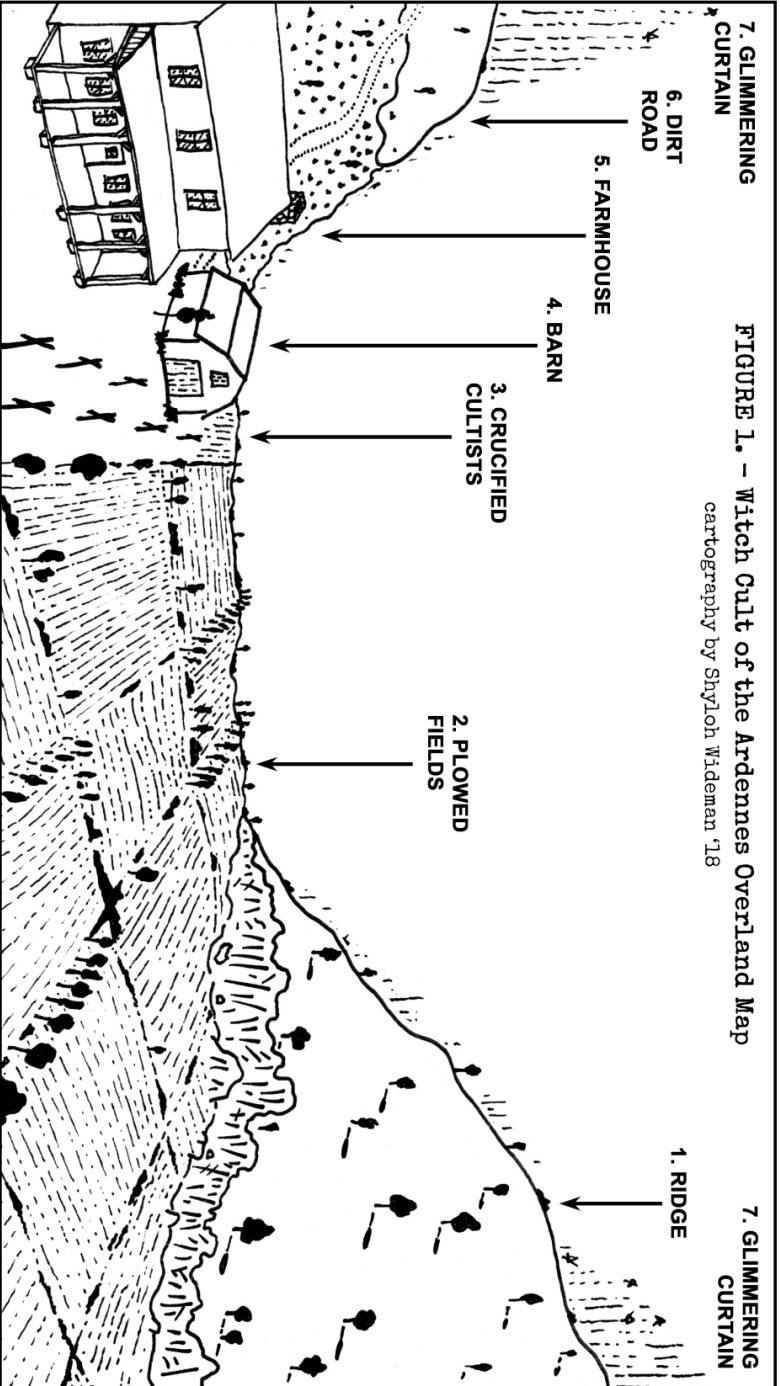 FIGURE 1. - Witch Cult of the Ardennes Overland Map
cartography by Shyloh Wideman '18
7. GLIMMERING
CURTAIN
6. DIRT
ROAD
5. FARMHOUSE
4. BARN
3. CRUCIFIED
CULTISTS
2. PLOWED
FIELDS
1. RIDGE
7. GLIMMERING
CURTAIN